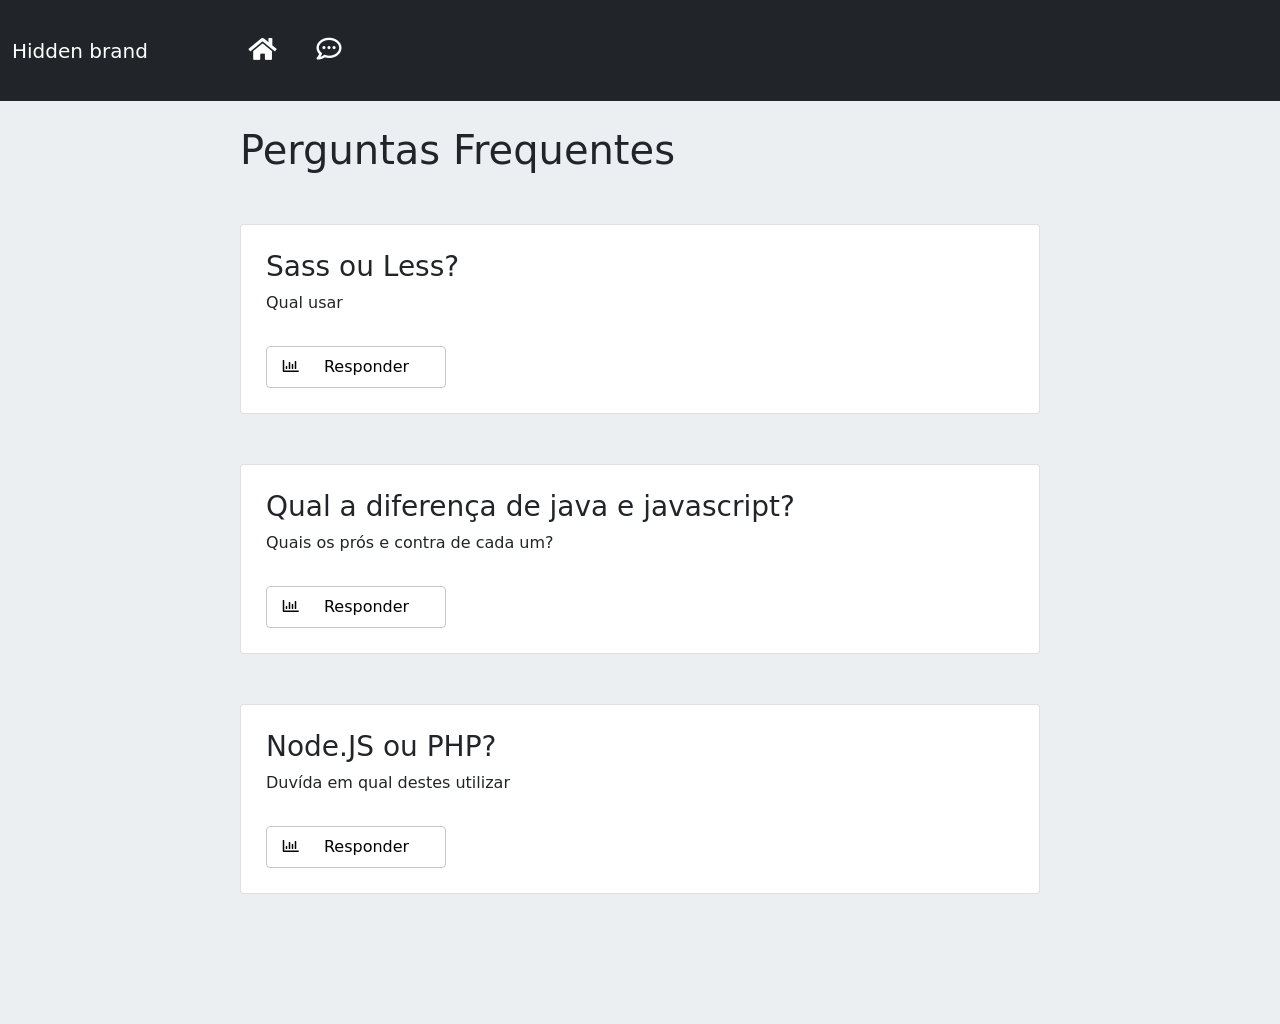 Hidden brand
Perguntas Frequentes
Sass ou Less?
Qual usar
Responder
Qual a diferença de java e javascript?
Quais os prós e contra de cada um?
Responder
Node.JS ou PHP?
Duvída em qual destes utilizar
Responder